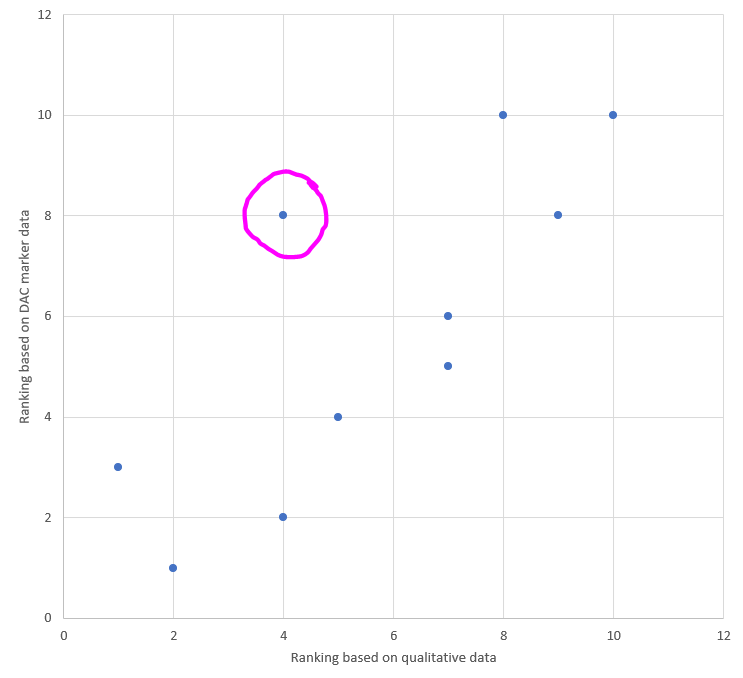 12
10
8
6
4
2
0
0 2 4 6 8 10 12
Ranking based on DAC marker data
Ranking based on qualitative data